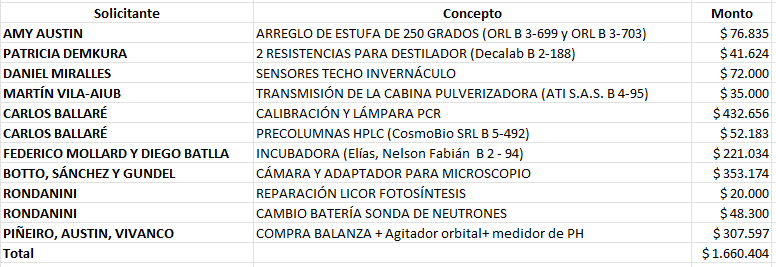 Solicitante Concepto Monto
AMY AUSTIN ARREGLO DE ESTUFA DE 250 GRADOS (ORL B 3-699 y ORL B 3-703) $ 76.835
PATRICIA DEMKURA 2 RESISTENCIAS PARA DESTILADOR (Decalab B 2-188) $ 41.624
DANIEL MIRALLES SENSORES TECHO INVERNÁCULO $ 72.000
MARTÍN VILA-AIUB TRANSMISIÓN DE LA CABINA PULVERIZADORA (ATI S.A.S. B 4-95) $ 35.000
CARLOS BALLARÉ CALIBRACIÓN Y LÁMPARA PCR $ 432.656
CARLOS BALLARÉ PRECOLUMNAS HPLC (CosmoBio SRL B 5-492) $ 52.183
FEDERICO MOLLARD Y DIEGO BATLLA INCUBADORA (Elías, Nelson Fabián B 2 - 94) $ 221.034
BOTTO, SÁNCHEZ Y GUNDEL CÁMARA Y ADAPTADOR PARA MICROSCOPIO $ 353.174
RONDANINI REPARACIÓN LICOR FOTOSÍNTESIS $ 20.000
RONDANINI CAMBIO BATERÍA SONDA DE NEUTRONES $ 48.300
PIÑEIRO, AUSTIN, VIVANCO COMPRA BALANZA + Agitador orbital+ medidor de PH $ 307.597
Total $ 1.660.404